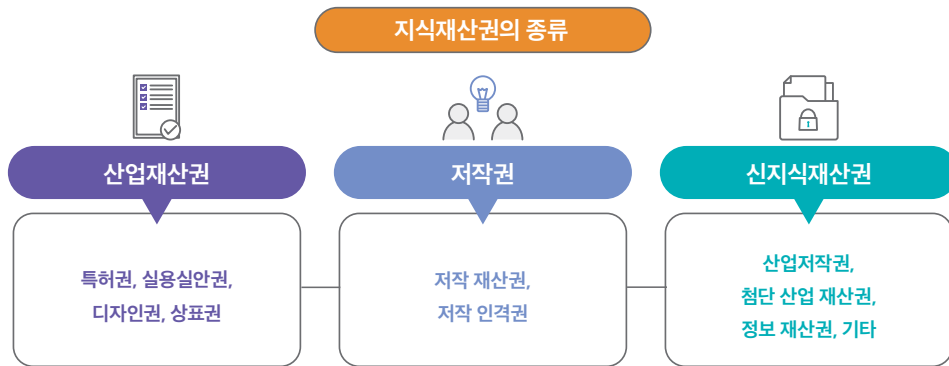 지식재산권의 종류
산업재산권
저작권
신지식재산권
특허권, 실용실안권,
디자인권, 상표권
저작 재산권,
저작 인격권
산업저작권,
첨단 산업 재산권,
정보 재산권, 기타